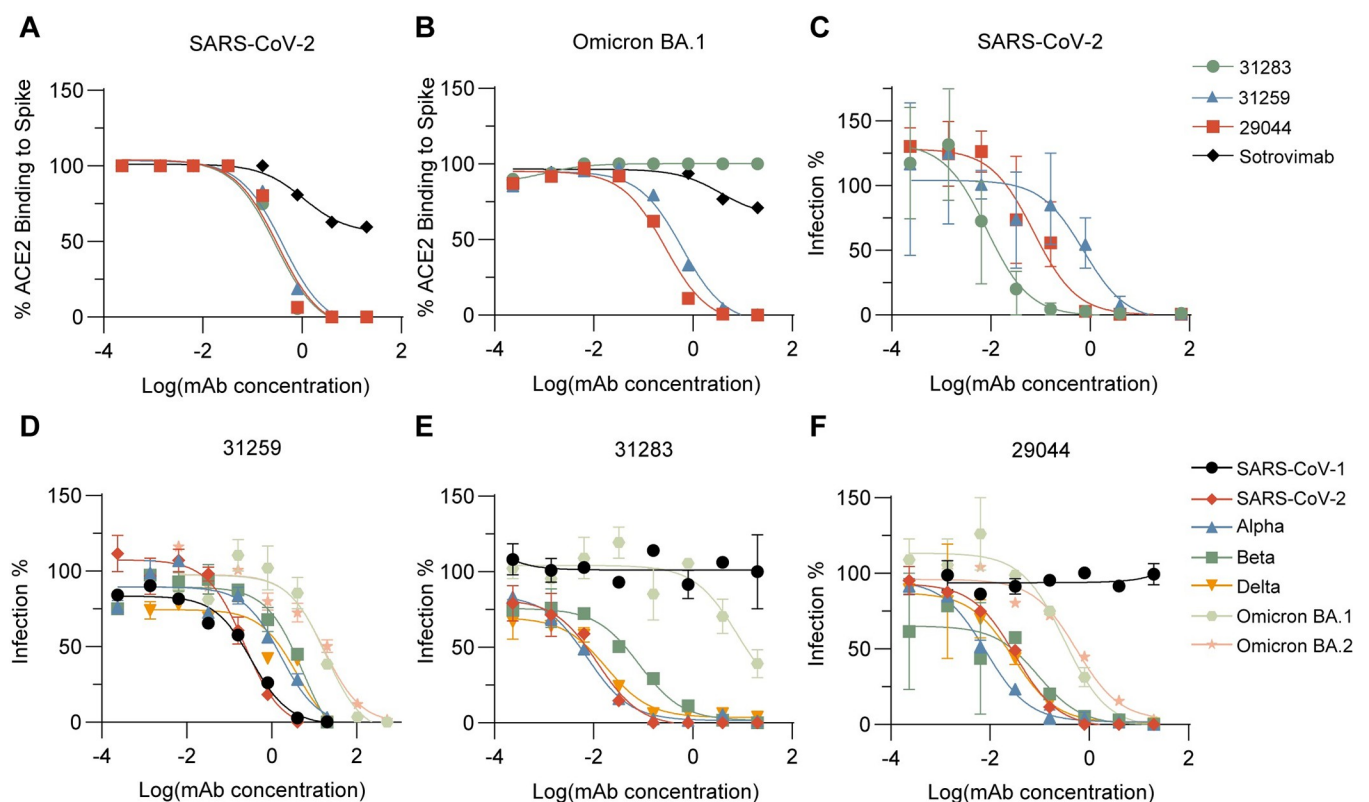 A
SARS-CoV-2
% ACE2 Binding to Spike
150
100
50
0
-4
-2
0
2
Log(mAb concentration)
B
Omicron BA.1
% ACE2 Binding to Spike
150
100
50
0
-4
-2
0
2
Log(mAb concentration)
C
SARS-CoV-2
Infection %
150
100
50
0
-4
-2
0
2
Log(mAb concentration)
31283
31259
29044
Sotrovimab
D
31259
Infection %
150
100
50
0
-4
-2
0
2
Log(mAb concentration)
E
31283
Infection %
150
100
50
0
-4
-2
0
2
Log(mAb concentration)
F
29044
Infection %
150
100
50
0
-4
-2
0
2
Log(mAb concentration)
SARS-CoV-1
SARS-CoV-2
Alpha
Beta
Delta
Omicron BA.1
Omicron BA.2